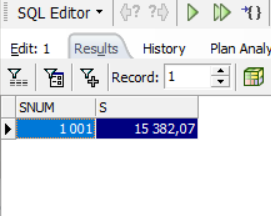 SQL Editor
Edit: 1 Results History Plan Analy
Record: 1
SNUM S
1 001 15 382,07